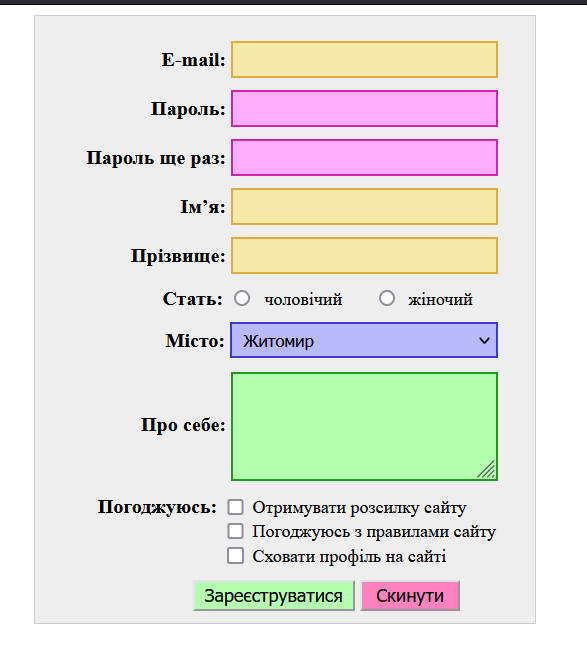 E-mail:
Пароль:
Пароль ще раз:
Ім’я:
Прізвище:
Стать: чоловічий жіночий
Місто: Житомир
Про себе:
Погоджуюсь: Отримувати розсилку сайту
Погоджуюсь з правилами сайту
Сховати профіль на сайті
Зареєструватися Скинути